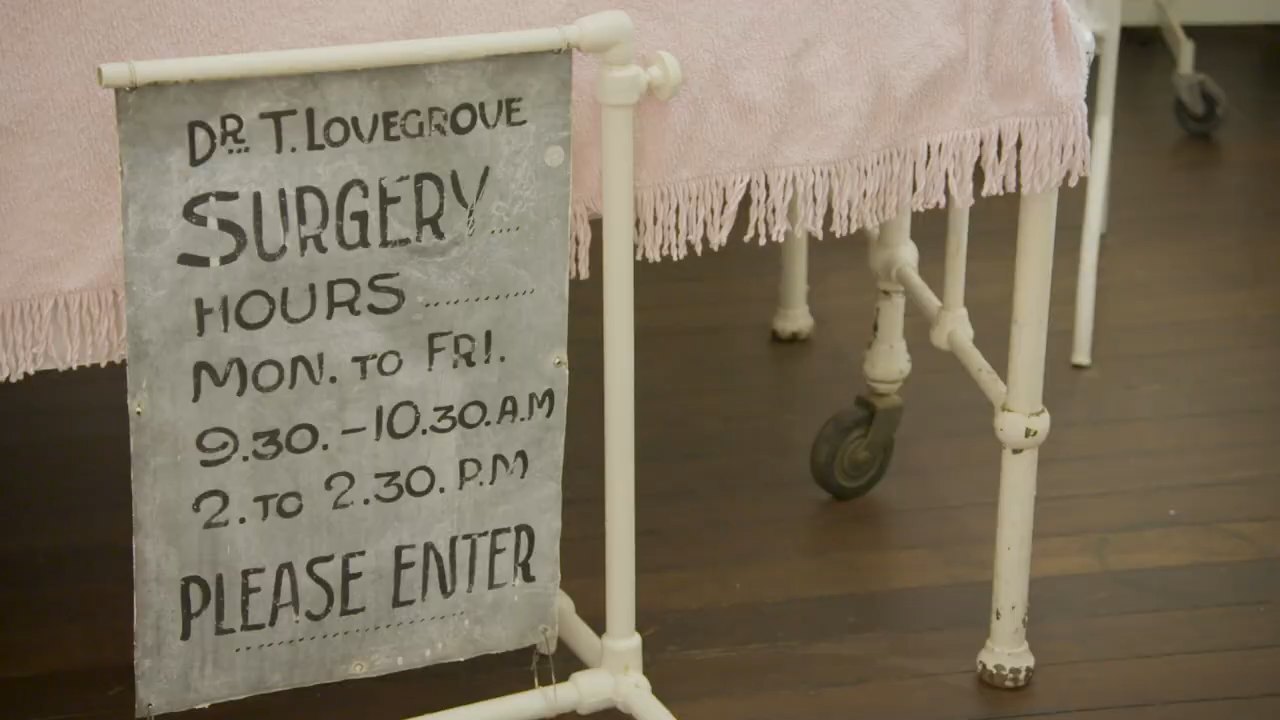 DR. T. LOVEGROVE
SURGERY....
HOURS..............
MON. TO FRI.
9.30.-10.30.A.M
2. TO 2.30. P.M
PLEASE ENTER